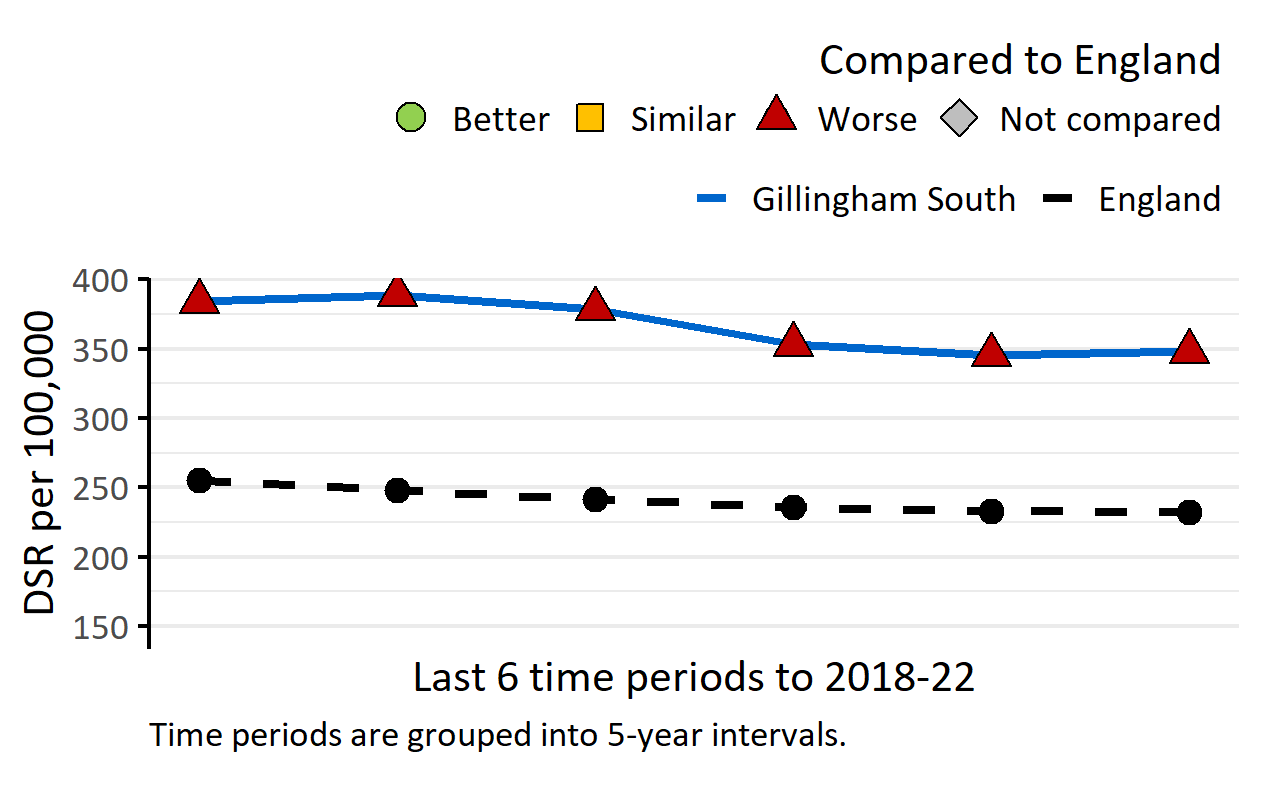 Compared to England
Better Similar Worse Not compared
Gillingham South England
400
350
300
250
200
150
DSR per 100,000
Last 6 time periods to 2018-22
Time periods are grouped into 5-year intervals.